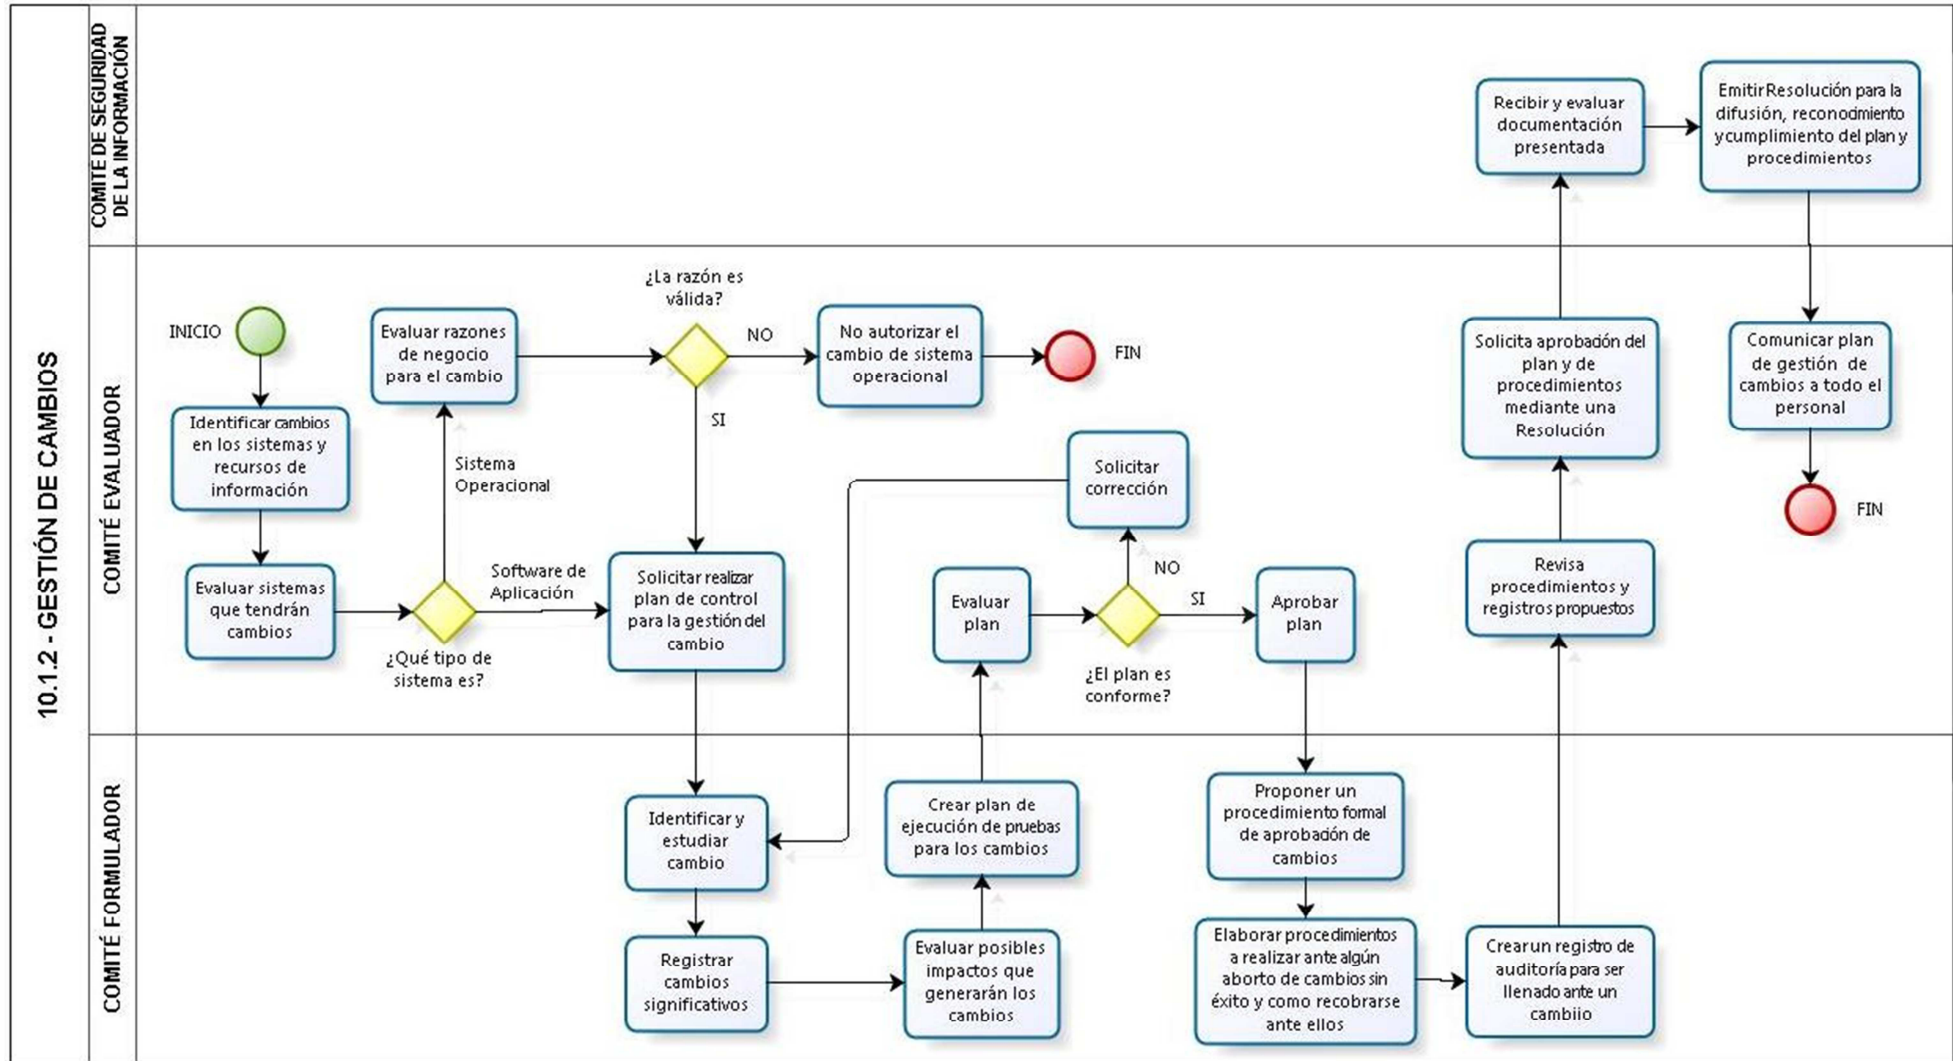 10.1.2 - GESTIÓN DE CAMBIOS
COMITÉ DE SEGURIDAD
DE LA INFORMACIÓN
Recibir y evaluar
documentación
presentada
Emitir Resolución para la
difusión, reconocimiento
y cumplimiento del plan y
procedimientos
COMITÉ EVALUADOR
INICIO
Identificar cambios
en los sistemas y
recursos de
información
Evaluar sistemas
que tendrán
cambios
¿Qué tipo de
sistema es?
Sistema
Operacional
Software de
Aplicación
Evaluar razones
de negocio
para el cambio
¿La razón es
válida?
NO
SI
No autorizar el
cambio de sistema
operacional
FIN
Solicitar realizar
plan de control
para la gestión del
cambio
Solicitar
corrección
Evaluar
plan
NO
SI
¿El plan es
conforme?
Aprobar
plan
Solicita aprobación del
plan y de
procedimientos
mediante una
Resolución
Revisa
procedimientos y
registros propuestos
Comunicar plan
de gestión de
cambios a todo el
personal
FIN
COMITÉ FORMULADOR
Identificar y
estudiar
cambio
Registrar
cambios
significativos
Evaluar posibles
impactos que
generarán los
cambios
Crear plan de
ejecución de pruebas
para los cambios
Proponer un
procedimiento formal
de aprobación de
cambios
Elaborar procedimientos
a realizar ante algún
aborto de cambios sin
éxito y como recobrarse
ante ellos
Crear un registro de
auditoría para ser
llenado ante un
cambiio